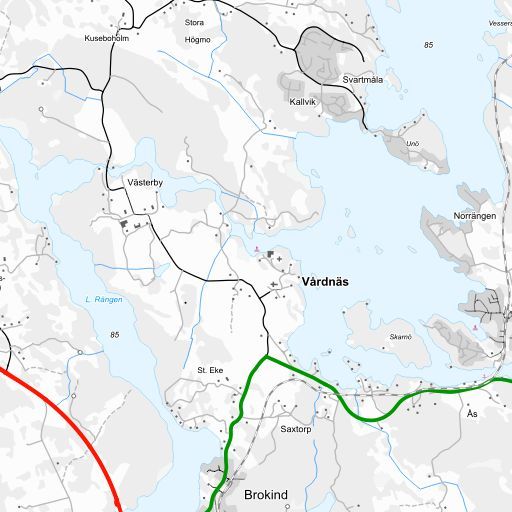 Stora
Högmo
Kuseboholm
85
Svartmåla
Kallvik
Unö
Västerby
Norrängen
Vårdnäs
L. Rängen
85
Skarnö
St. Eke
Ås
Saxtorp
Brokind